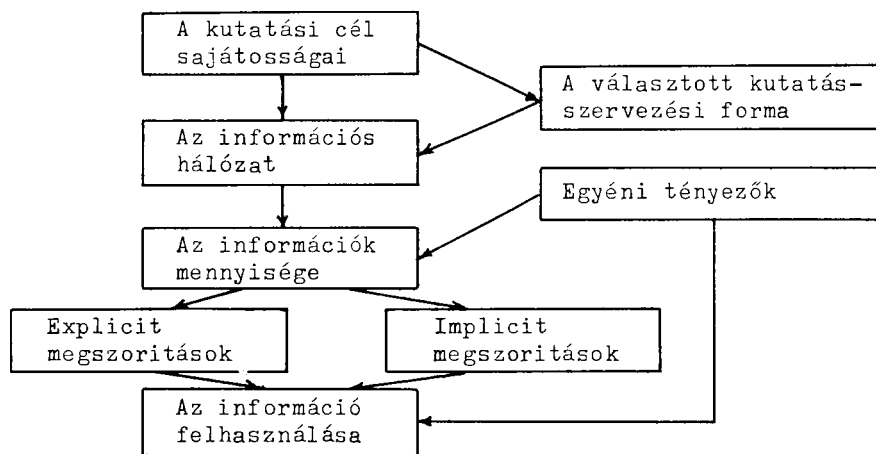 A kutatási cél
sajátosságai
A választott kutatás-
szervezési forma
Az információs
hálózat
Egyéni tényezők
Az információk
mennyisége
Explicit
megszoritások
Implicit
megszoritások
Az információ
felhasználása